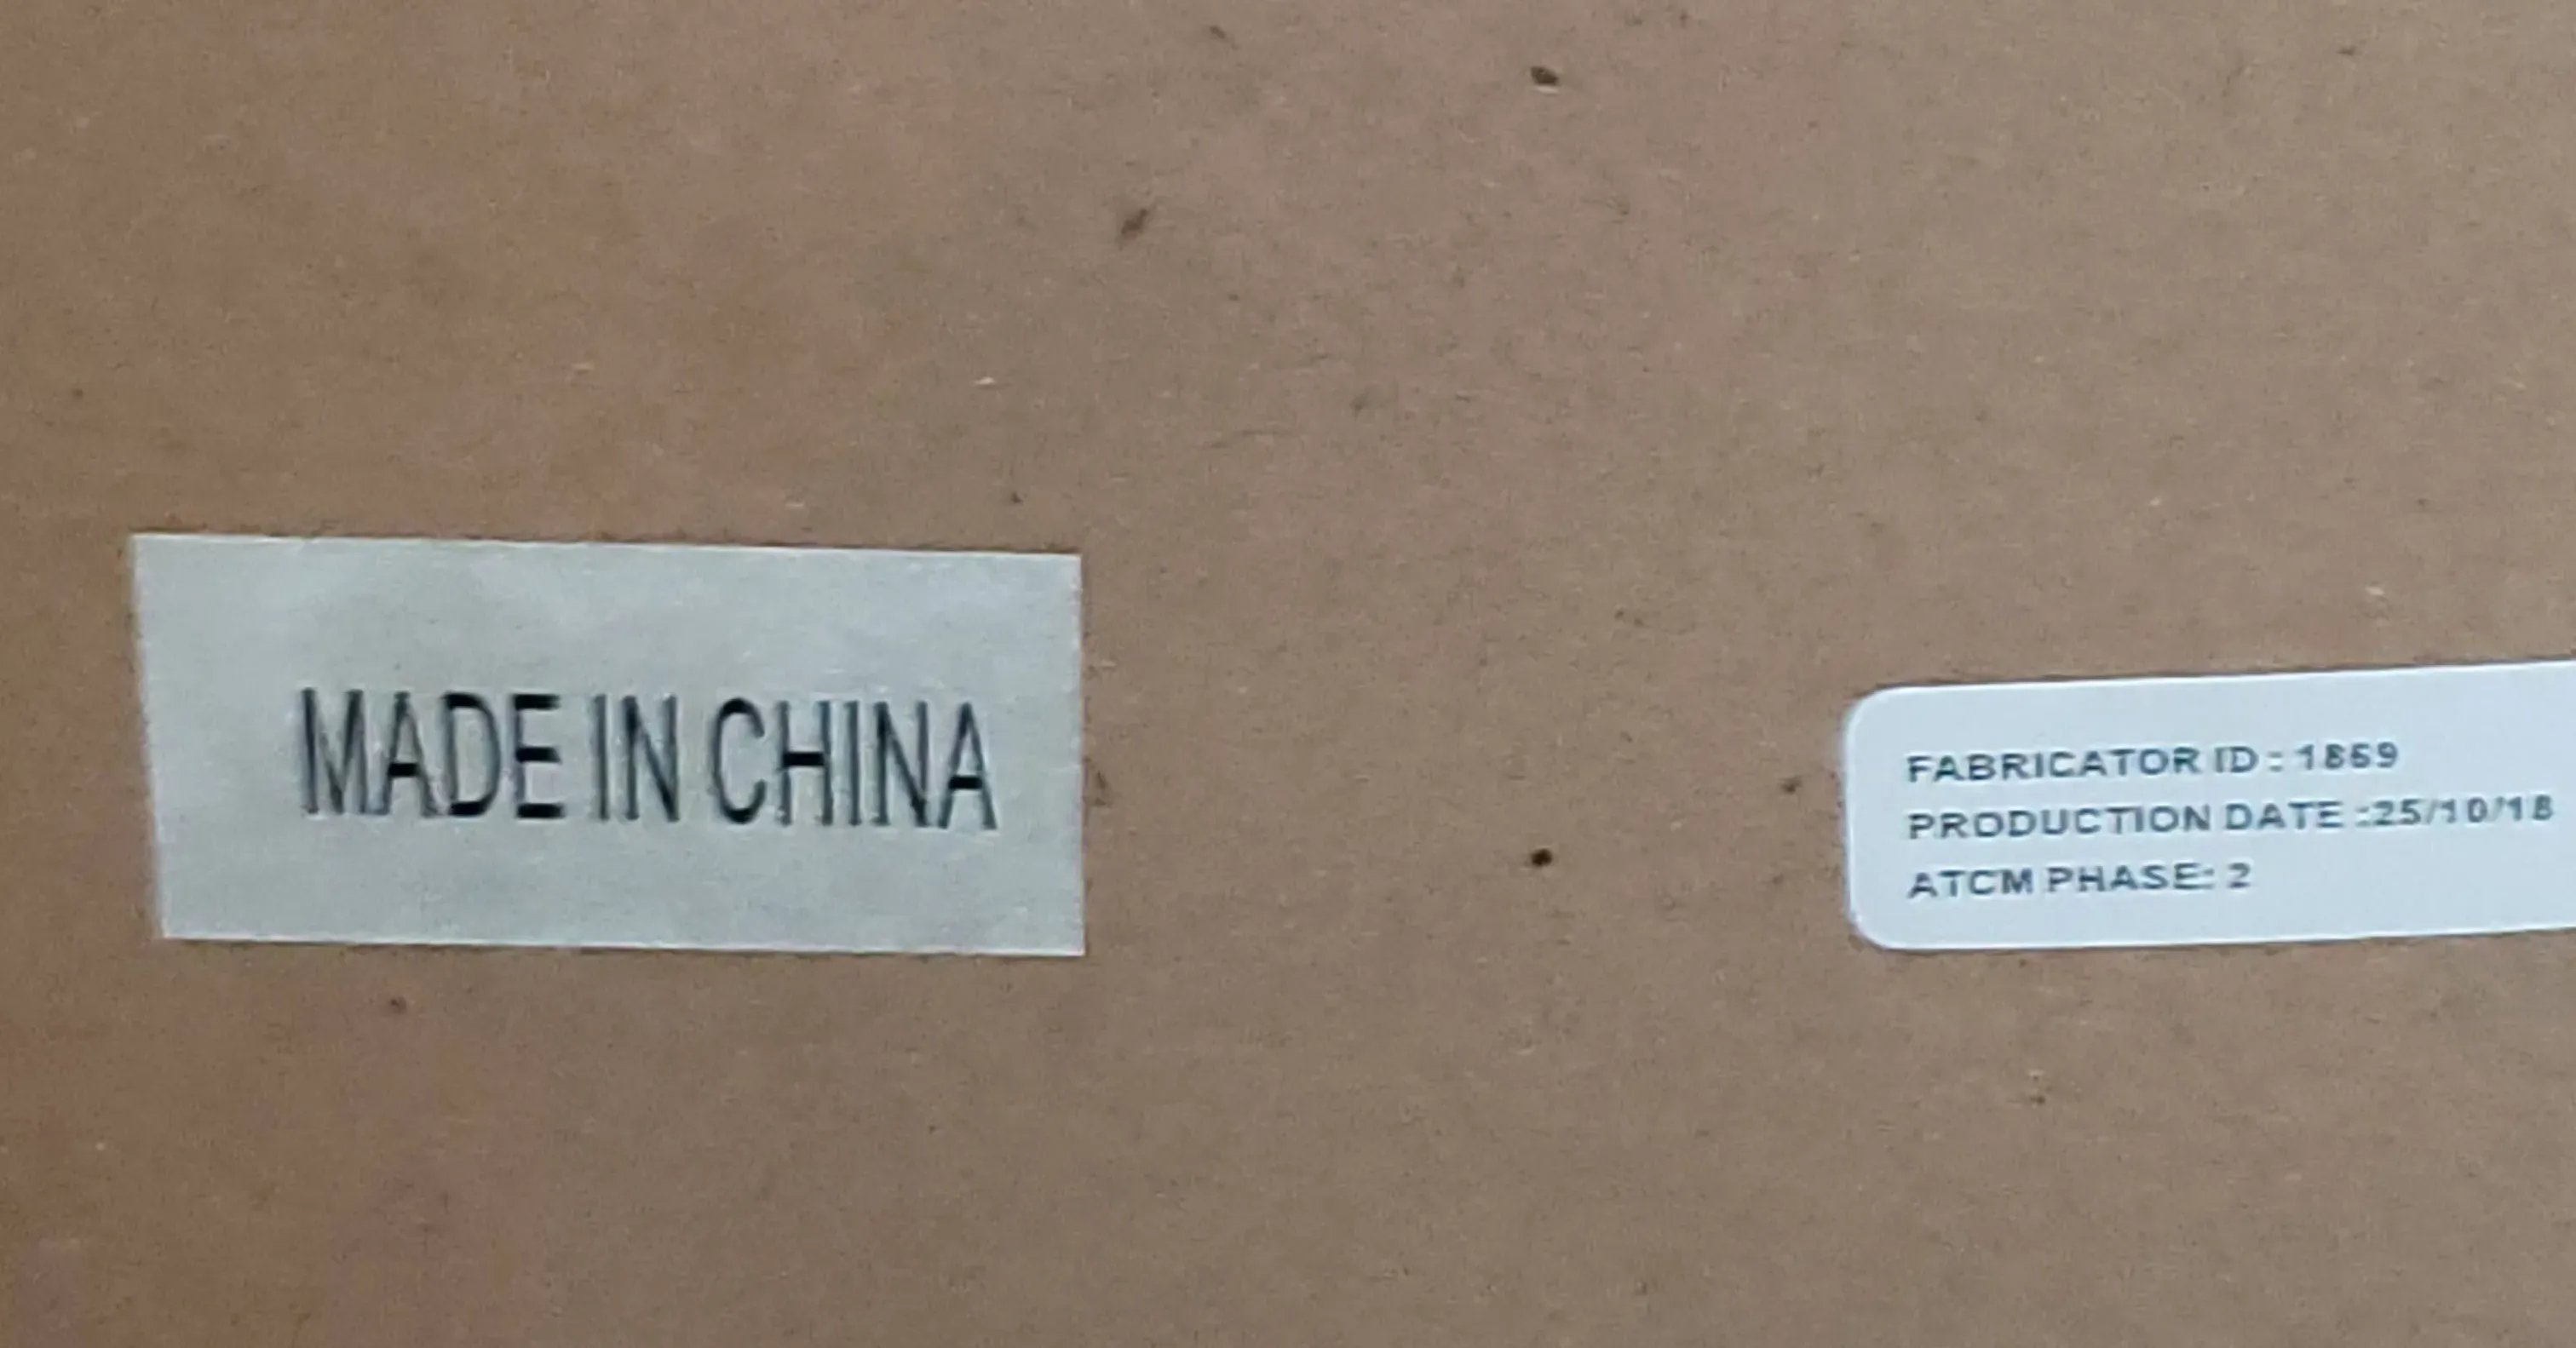 MADE IN CHINA
FABRICATOR ID : 1869
PRODUCTION DATE :25/10/18
ATCM PHASE: 2